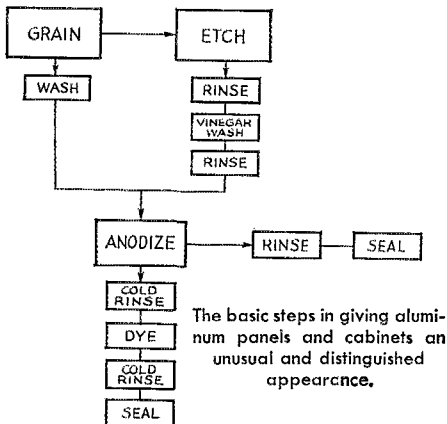 GRAIN
ETCH
WASH
RINSE
VINEGAR
WASH
RINSE
ANODIZE
RINSE
SEAL
COLD
RINSE
DYE
COLD
RINSE
SEAL
The basic steps in giving alumi-
num panels and cabinets an
unusual and distinguished
appearance.